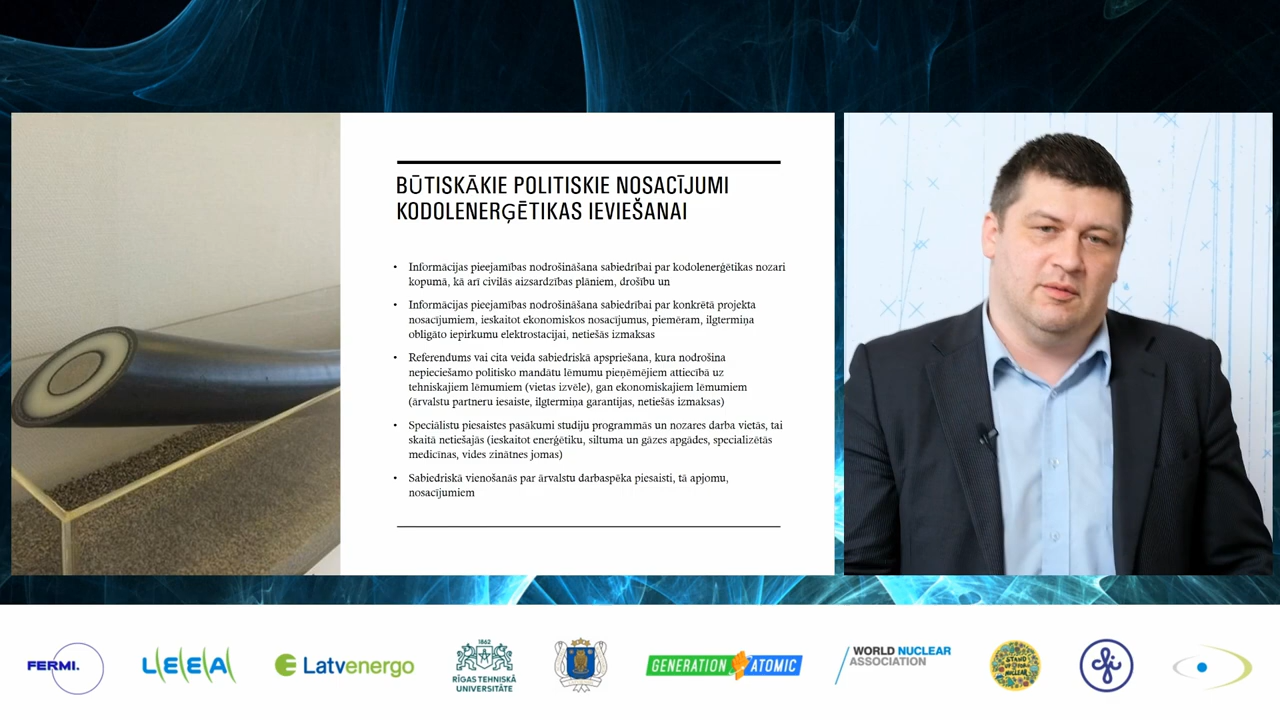 BŪTISKĀKIE POLITISKIE NOSACĪJUMI
KODOLENERĢĒTIKAS IEVIEŠANAI
• Informācijas pieejamības nodrošināšana sabiedrībai par kodolenerģētikas nozari
kopumā, kā arī civilās aizsardzības plāniem, drošību un
• Informācijas pieejamības nodrošināšana sabiedrībai par konkrētā projekta
nosacījumiem, ieskaitot ekonomiskos nosacījumus, piemēram, ilgtermiņa
obligāto iepirkumu elektrostacijai, netiešās izmaksas
• Referendums vai cita veida sabiedriskā apspriešana, kura nodrošina
nepieciešamo politisko mandātu lēmumu pieņēmējiem attiecībā uz
tehniskajiem lēmumiem (vietas izvēle), gan ekonomiskajiem lēmumiem
(ārvalstu partneru iesaiste, ilgtermiņa garantijas, netiešās izmaksas)
• Speciālistu piesaistes pasākumi studiju programmās un nozares darba vietās, tai
skaitā netiešajās (ieskaitot enerģētiku, siltuma un gāzes apgādes, specializētās
medicīnas, vides zinātnes jomas)
• Sabiedriskā vienošanās par ārvalstu darbaspēka piesaisti, tā apjomu,
nosacījumiem
FERMI.
LEEA
Latvenergo
1862
RĪGAS TEHNISKĀ
UNIVERSITĀTE
GENERATION ATOMIC
WORLD NUCLEAR
ASSOCIATION
STAND
UP FOR
NUCLEAR